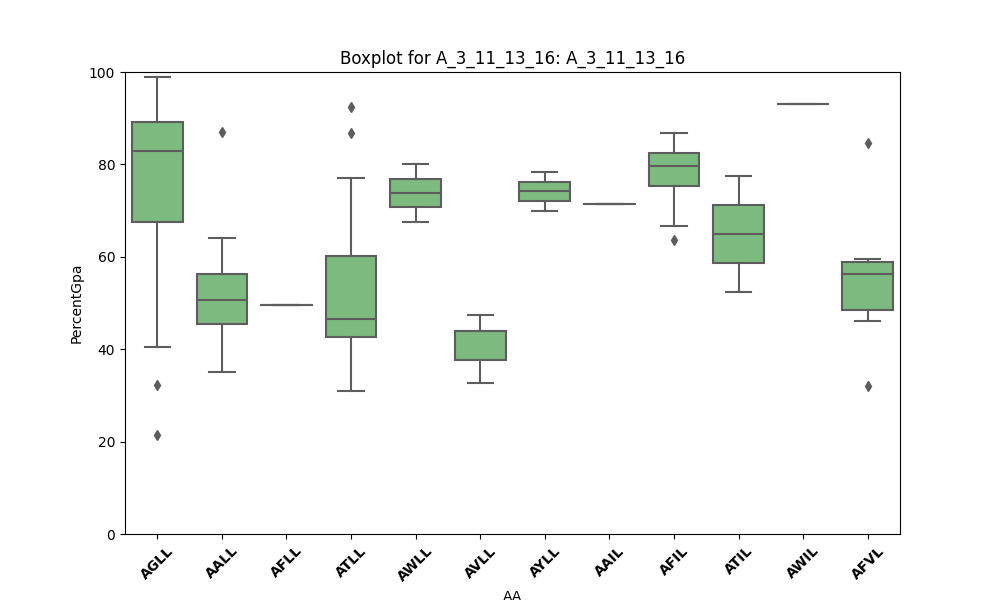 Boxplot for A_3_11_13_16: A_3_11_13_16
PercentGpa
100
80
60
40
20
0
AGLL AALL AFLL ATLL AWLL AVLL AYLL AAIL AFIL ATIL AWIL AFVL
AA